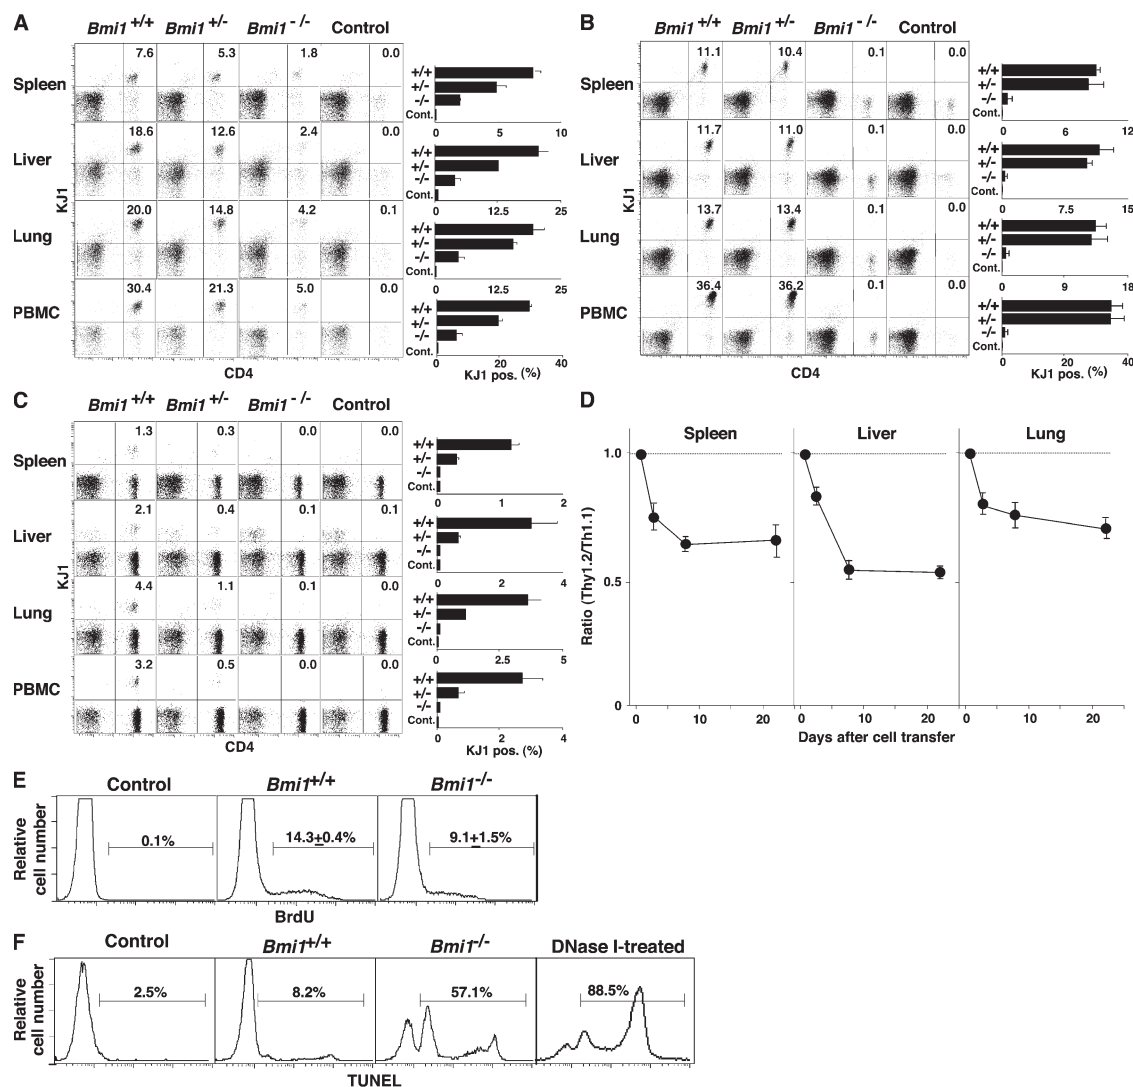 A
Bmi1+/+ Bmi1+/- Bmi1-/- Control
Spleen 7.6 5.3 1.8 0.0
+/+
+/-
-/-
Cont.
0 5 10
Liver 18.6 12.6 2.4 0.0
+/+
+/-
-/-
Cont.
0 12.5 25
Lung 20.0 14.8 4.2 0.1
+/+
+/-
-/-
Cont.
0 12.5 25
PBMC 30.4 21.3 5.0 0.0
+/+
+/-
-/-
Cont.
0 20 40
KJ1
CD4
KJ1 pos. (%)
B
Bmi1+/+ Bmi1+/- Bmi1-/- Control
Spleen 11.1 10.4 0.1 0.0
+/+
+/-
-/-
Cont.
0 6 12
Liver 11.7 11.0 0.1 0.0
+/+
+/-
-/-
Cont.
0 7.5 15
Lung 13.7 13.4 0.1 0.0
+/+
+/-
-/-
Cont.
0 9 18
PBMC 36.4 36.2 0.1 0.0
+/+
+/-
-/-
Cont.
0 20 40
KJ1
CD4
KJ1 pos. (%)
C
Bmi1+/+ Bmi1+/- Bmi1-/- Control
Spleen 1.3 0.3 0.0 0.0
+/+
+/-
-/-
Cont.
0 1 2
Liver 2.1 0.4 0.1 0.1
+/+
+/-
-/-
Cont.
0 2 4
Lung 4.4 1.1 0.1 0.0
+/+
+/-
-/-
Cont.
0 2.5 5
PBMC 3.2 0.5 0.0 0.0
+/+
+/-
-/-
Cont.
0 2 4
KJ1
CD4
KJ1 pos. (%)
D
Spleen Liver Lung
1.0
0.5
0
Ratio (Thy1.2/Th1.1)
0 10 20 0 10 20 0 10 20
Days after cell transfer
E
Control Bmi1+/+ Bmi1-/-
Relative
cell number
0.1% 14.3±0.4% 9.1±1.5%
BrdU
F
Control Bmi1+/+ Bmi1-/- DNase I-treated
Relative
cell number
2.5% 8.2% 57.1% 88.5%
TUNEL